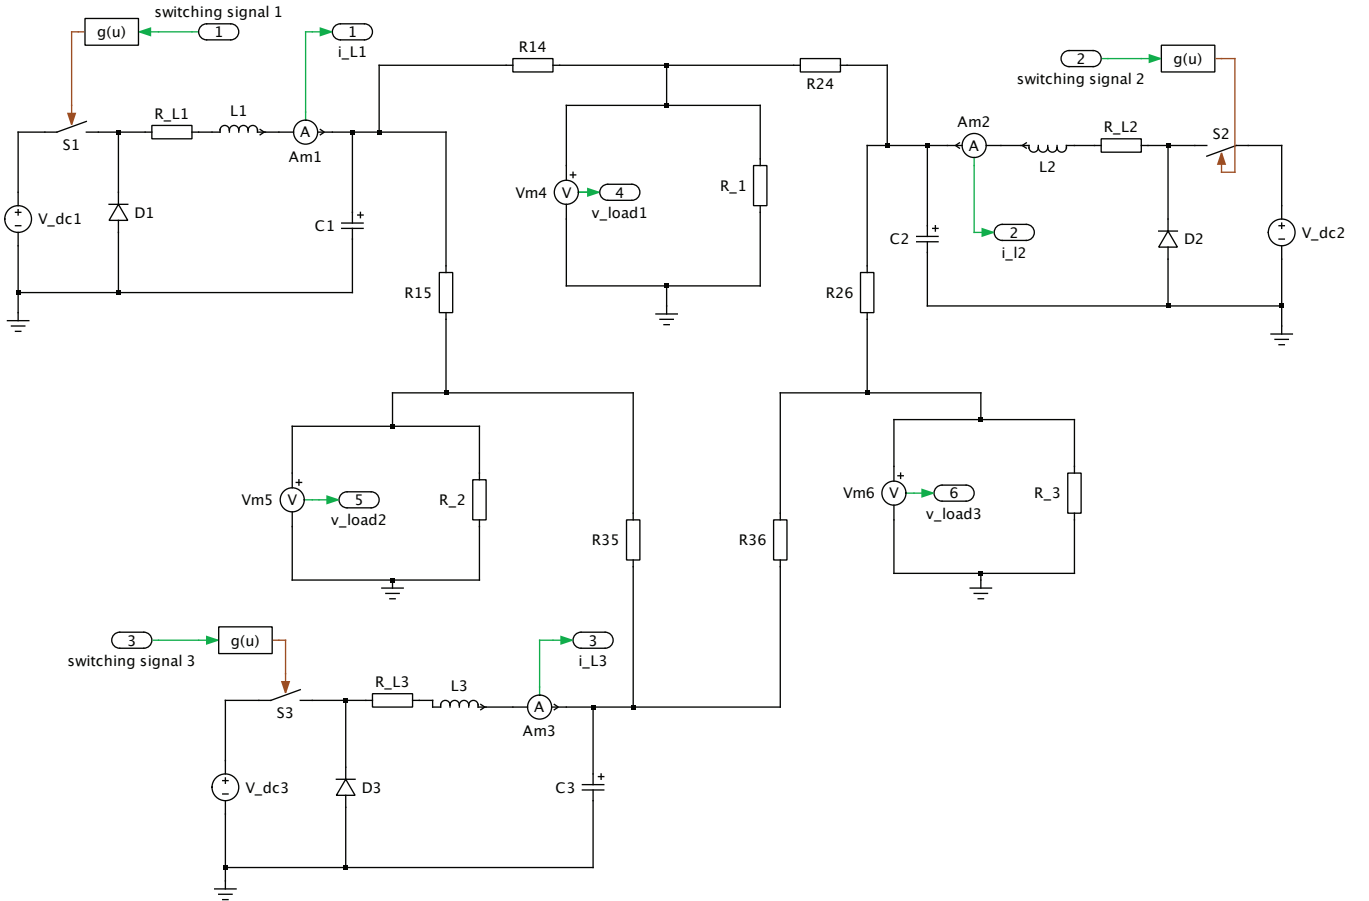 switching signal 1
g(u)
1
1
i_L1
R14
R24
2
g(u)
switching signal 2
S1
R_L1
L1
A
Am1
Am2
A
L2
R_L2
S2
V_dc1
+
−
D1
C1
+
Vm4
V
+
4
v_load1
R_1
C2
+
2
i_l2
D2
+
−
V_dc2
R15
R26
Vm5
V
+
5
v_load2
R_2
R35
R36
Vm6
V
+
6
v_load3
R_3
3
switching signal 3
g(u)
3
i_L3
S3
R_L3
L3
A
Am3
+
−
V_dc3
D3
C3
+